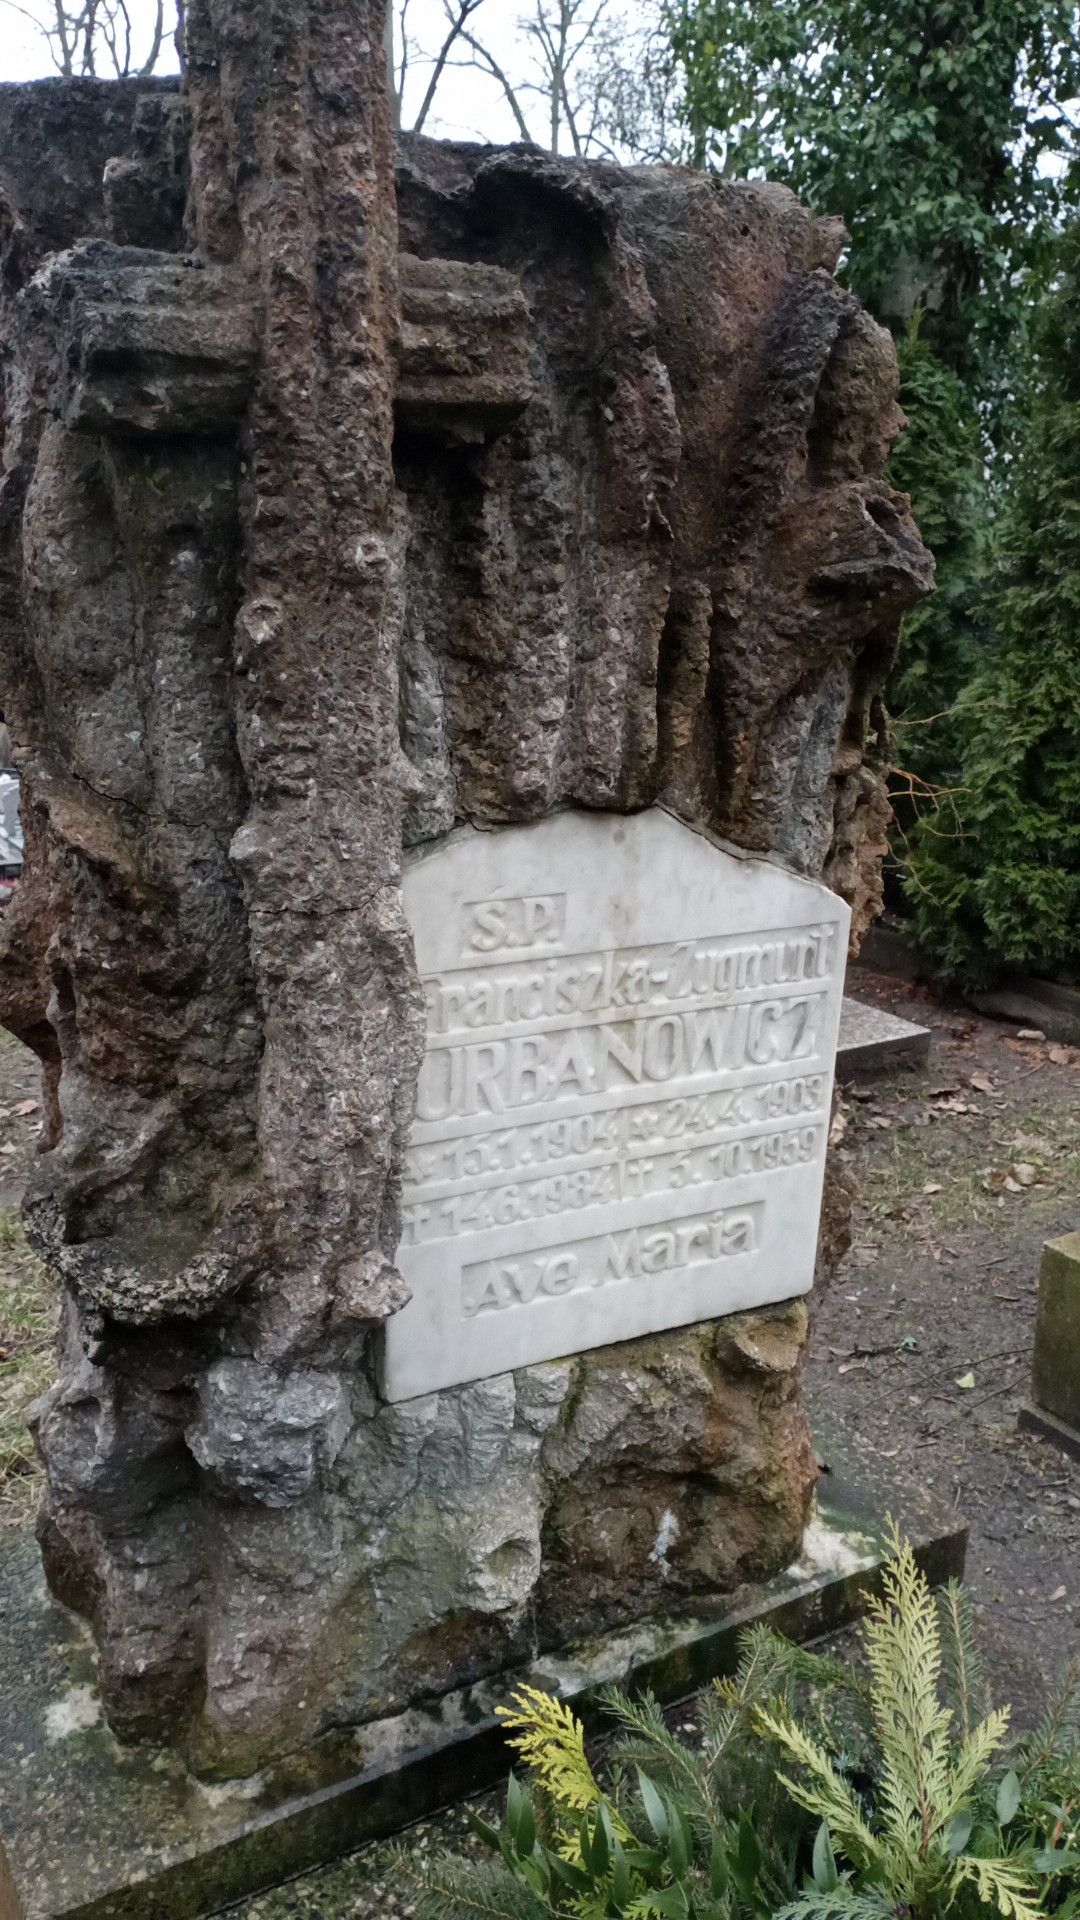 Ś.P.
Franciszka-Zygmunt
URBANOWICZ
☆ 15.1.1904 ☆ 24.4.1903
† 14.6.1984 † 5.10.1959
Ave Maria